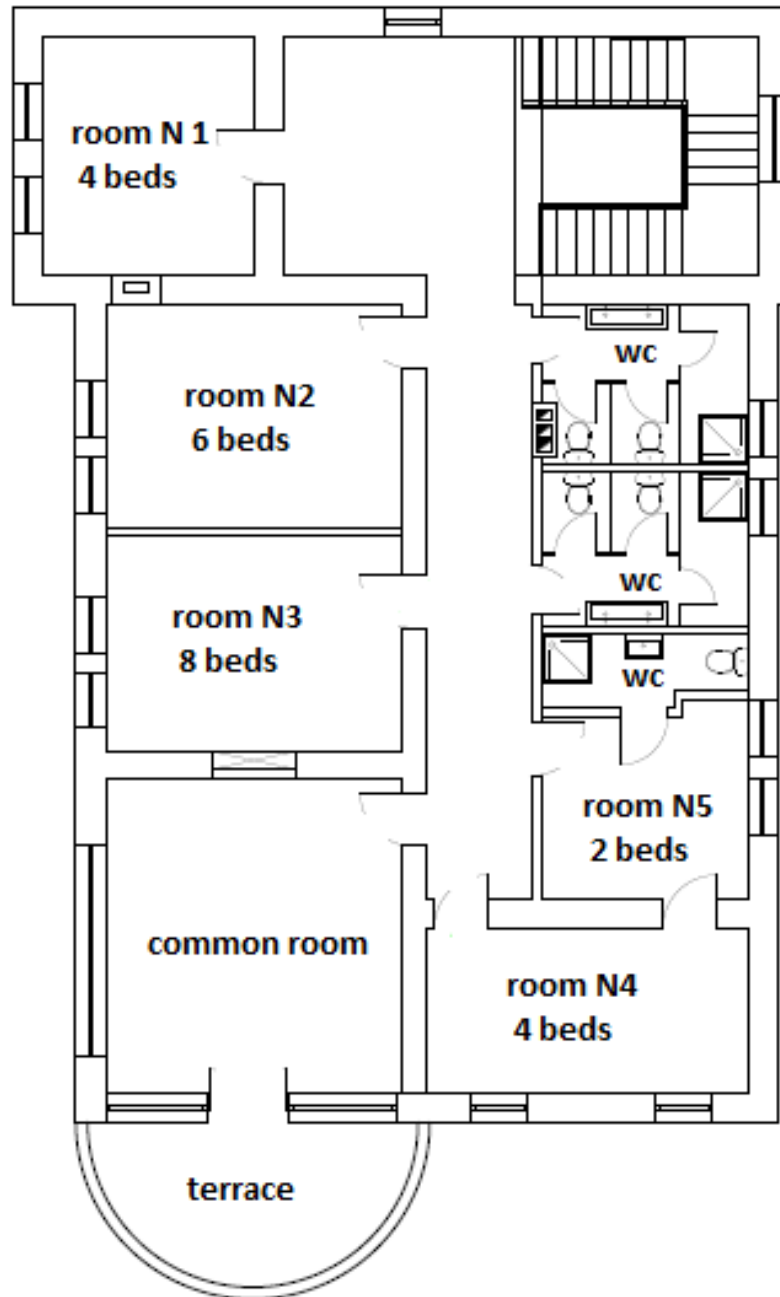 room N 1
4 beds
wc
room N2
6 beds
wc
room N3
8 beds
wc
room N5
2 beds
common room
room N4
4 beds
terrace